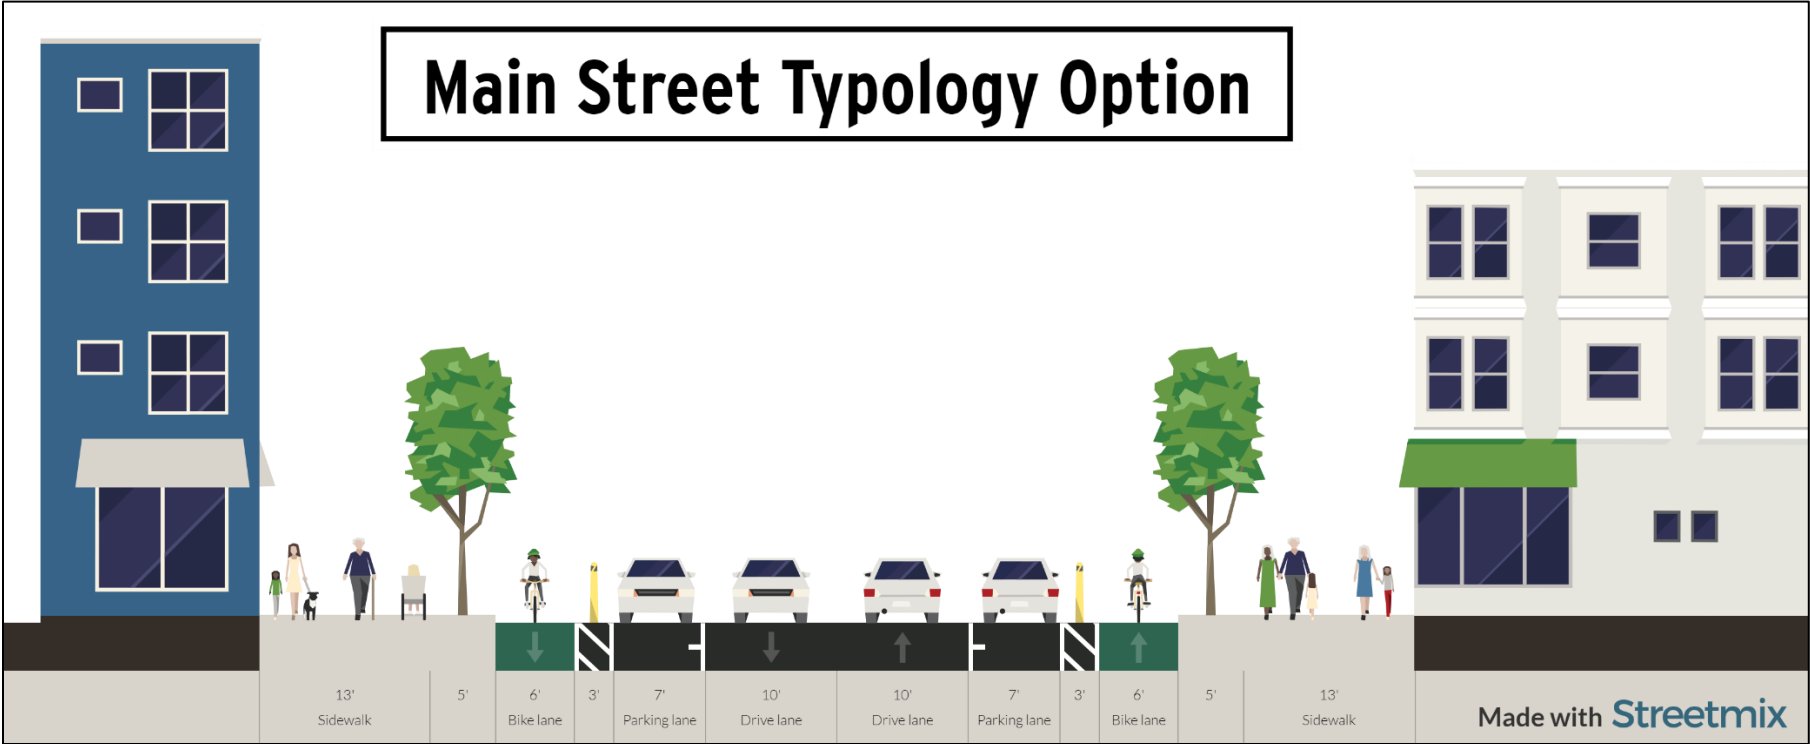 Main Street Typology Option
13' 5' 6' 3' 7' 10' 10' 7' 3' 6' 5' 13'
Sidewalk Bike lane Parking lane Drive lane Drive lane Parking lane Bike lane Sidewalk
Made with Streetmix